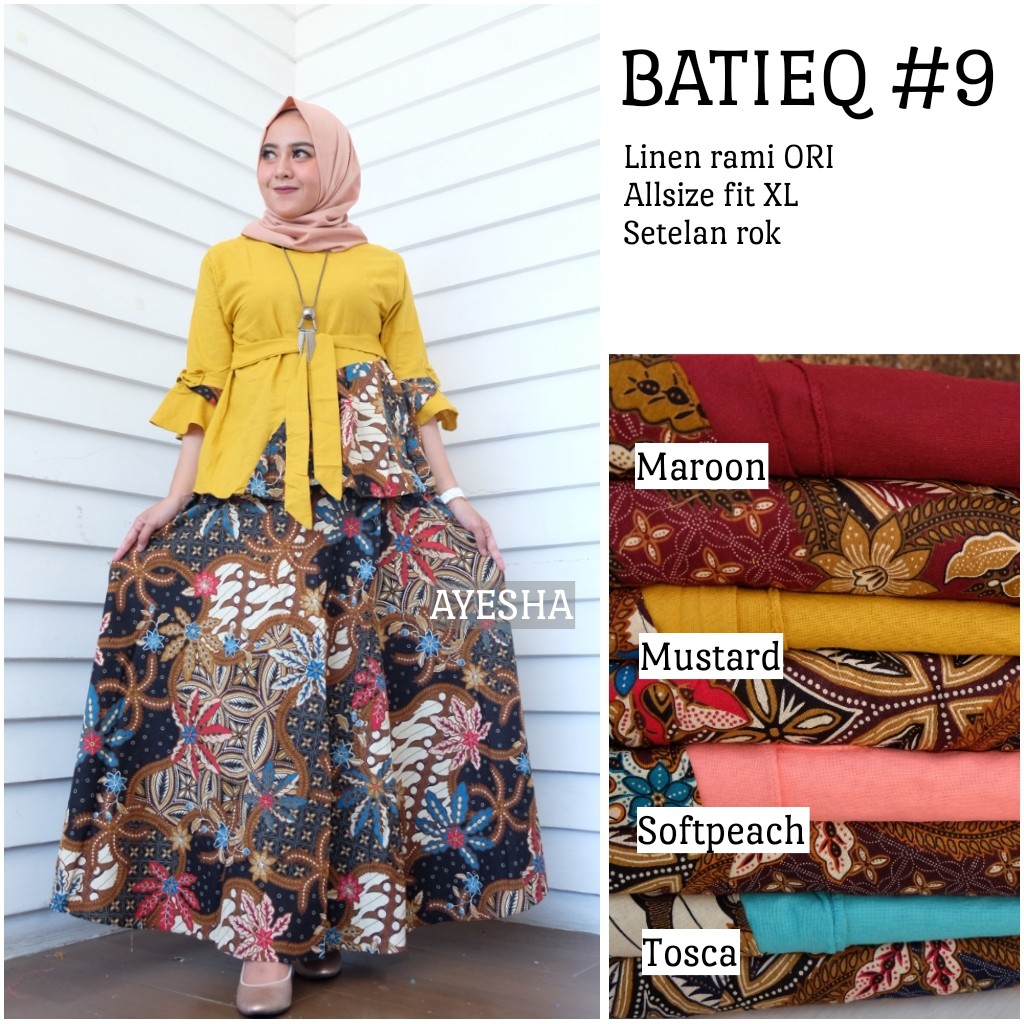 BATIEQ #9
Linen rami ORI
Allsize fit XL
Setelan rok
AYESHA
Maroon
Mustard
Softpeach
Tosca